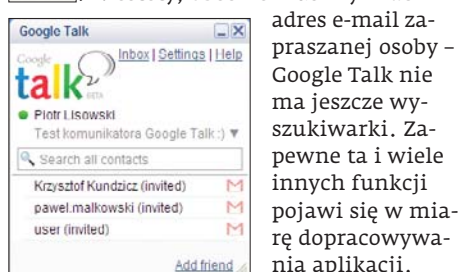 Google Talk
Inbox | Settings | Help
Google
talk
BETA
Piotr Lisowski
Test komunikatora Google Talk :) ▼
Search all contacts
Krzysztof Kundzicz (invited)
pawel.malkowski (invited)
user (invited)
Add friend
adres e-mail za-
praszanej osoby –
Google Talk nie
ma jeszcze wy-
szukiwarki. Za-
pewne ta i wiele
innych funkcji
pojawi się w mia-
rę dopracowywa-
nia aplikacji.